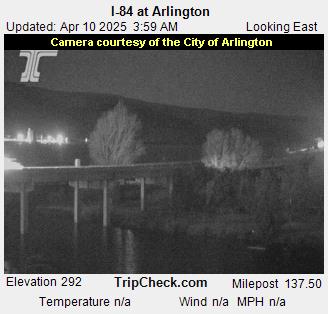 I-84 at Arlington
Updated: Apr 10 2025 3:59 AM Looking East
Camera courtesy of the City of Arlington
Elevation 292 TripCheck.com Milepost 137.50
Temperature n/a Wind n/a MPH n/a